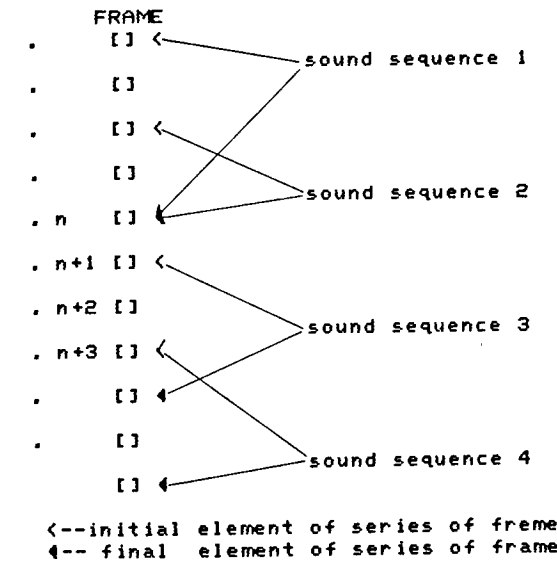 FRAME
. [] <
sound sequence 1
. []
. [] <
. []
sound sequence 2
. n []
. n+1 [] <
. n+2 []
sound sequence 3
. n+3 [] <
. []
. []
sound sequence 4
[]
<--initial element of series of freme
◀-- final element of series of frame